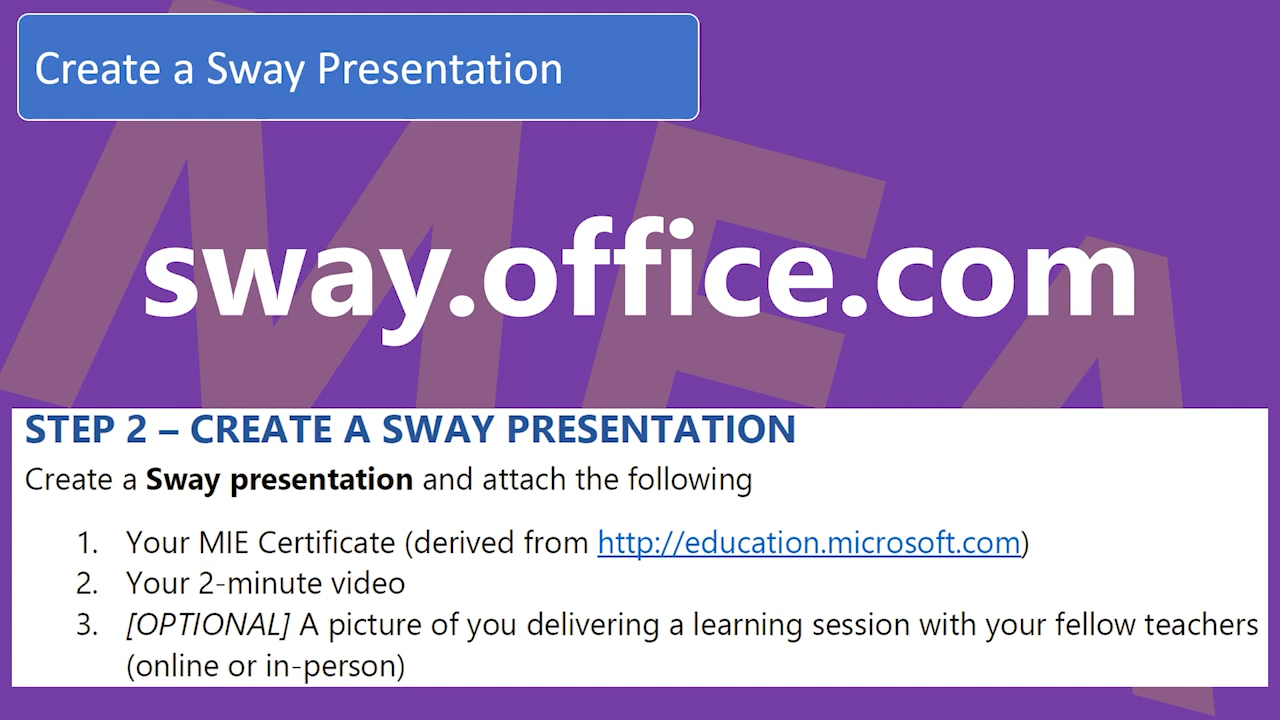 Create a Sway Presentation
sway.office.com
STEP 2 – CREATE A SWAY PRESENTATION
Create a Sway presentation and attach the following
1. Your MIE Certificate (derived from http://education.microsoft.com)
2. Your 2-minute video
3. [OPTIONAL] A picture of you delivering a learning session with your fellow teachers
(online or in-person)